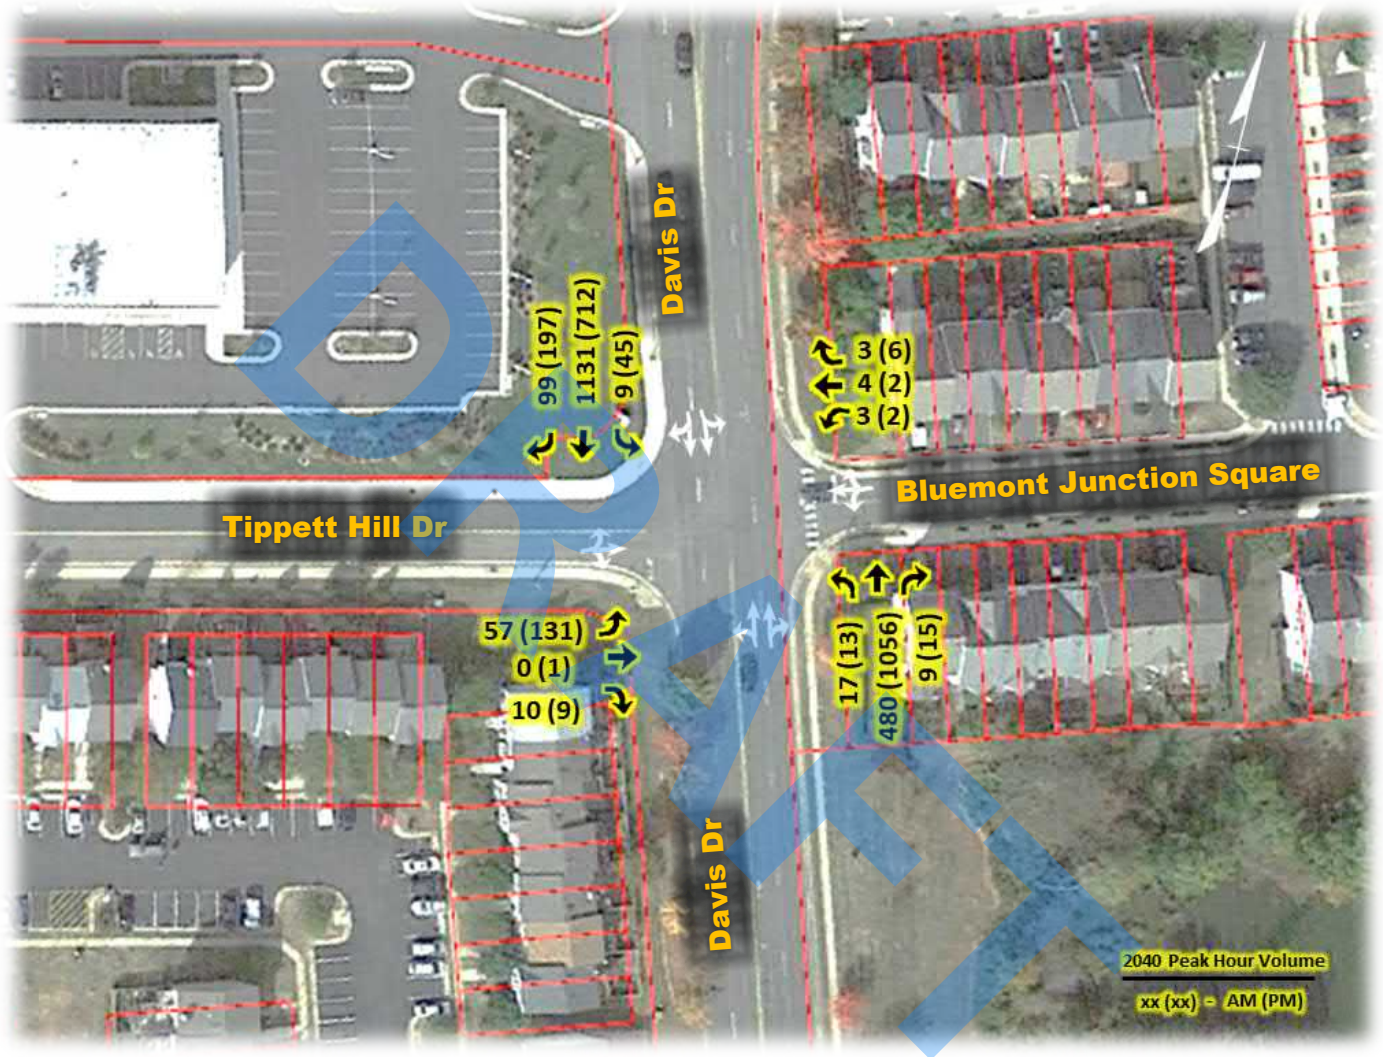 Davis Dr
99 (197)
1131 (712)
9 (45)
3 (6)
4 (2)
3 (2)
Bluemont Junction Square
Tippett Hill Dr
57 (131)
0 (1)
10 (9)
17 (13)
480 (1056)
9 (15)
Davis Dr
DRAFT
2040 Peak Hour Volume
xx (xx) - AM (PM)